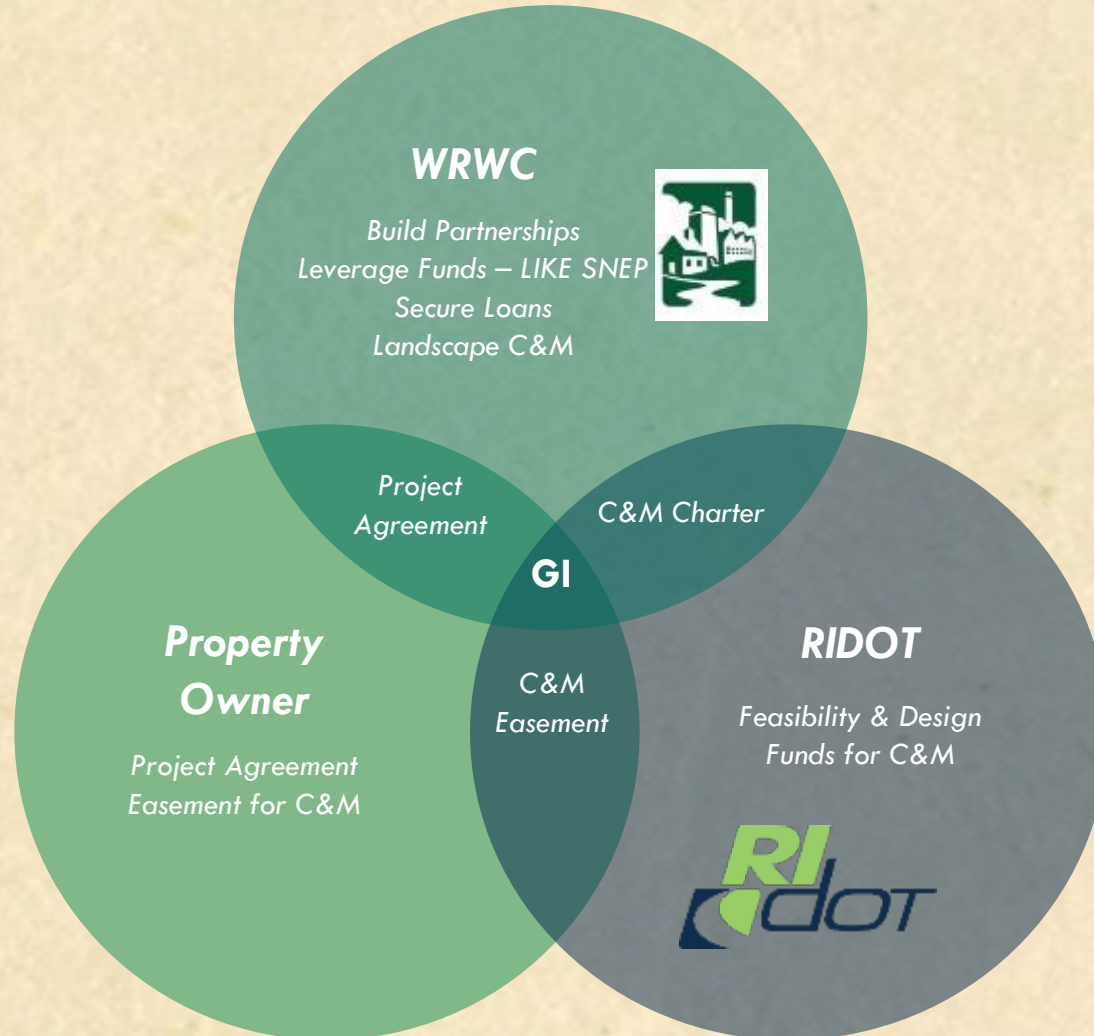 WRWC
Build Partnerships
Leverage Funds – LIKE SNEP
Secure Loans
Landscape C&M
Project
Agreement
C&M Charter
GI
Property
Owner
Project Agreement
Easement for C&M
C&M
Easement
RIDOT
Feasibility & Design
Funds for C&M
RI
dOT